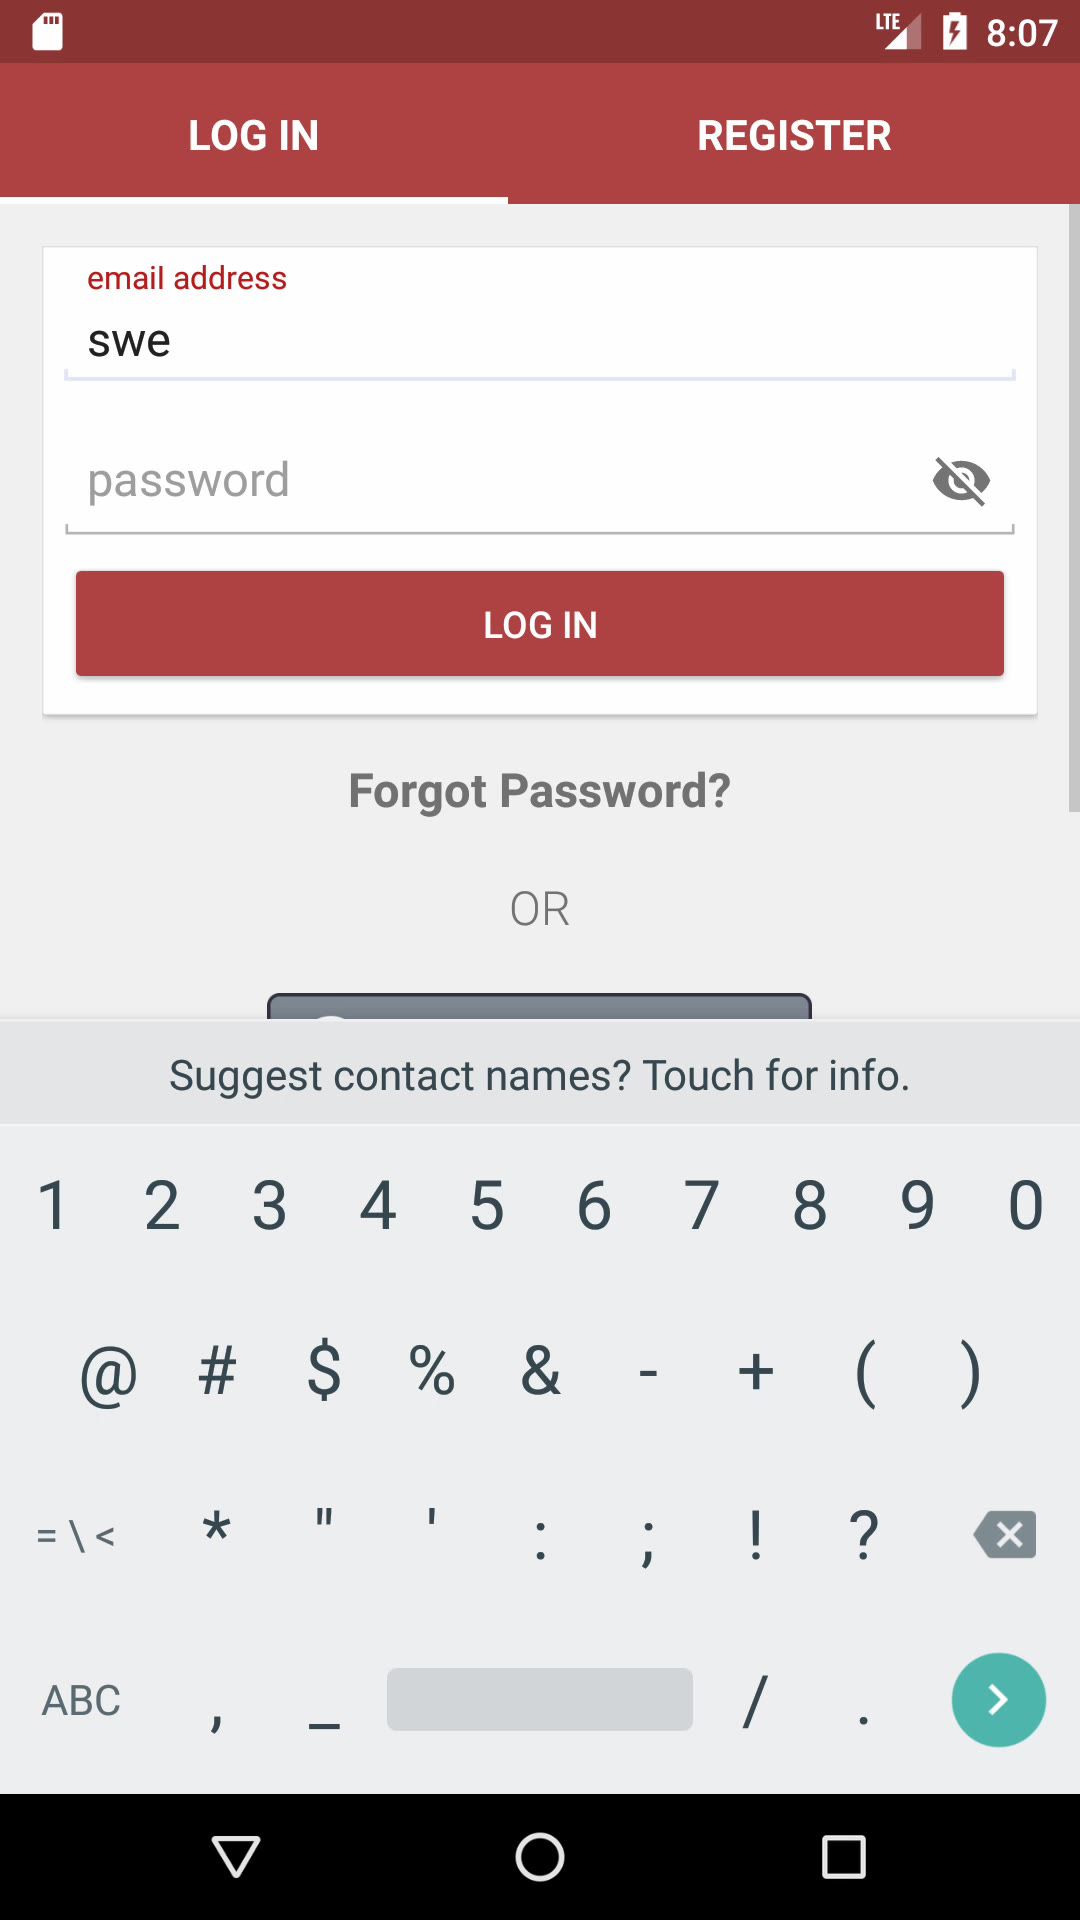 LTE 8:07
LOG IN REGISTER
email address
swe
password
LOG IN
Forgot Password?
OR
Suggest contact names? Touch for info.
1 2 3 4 5 6 7 8 9 0
@ # $ % & - + ( )
= \ < * " ' : ; ! ?
ABC , _ / .